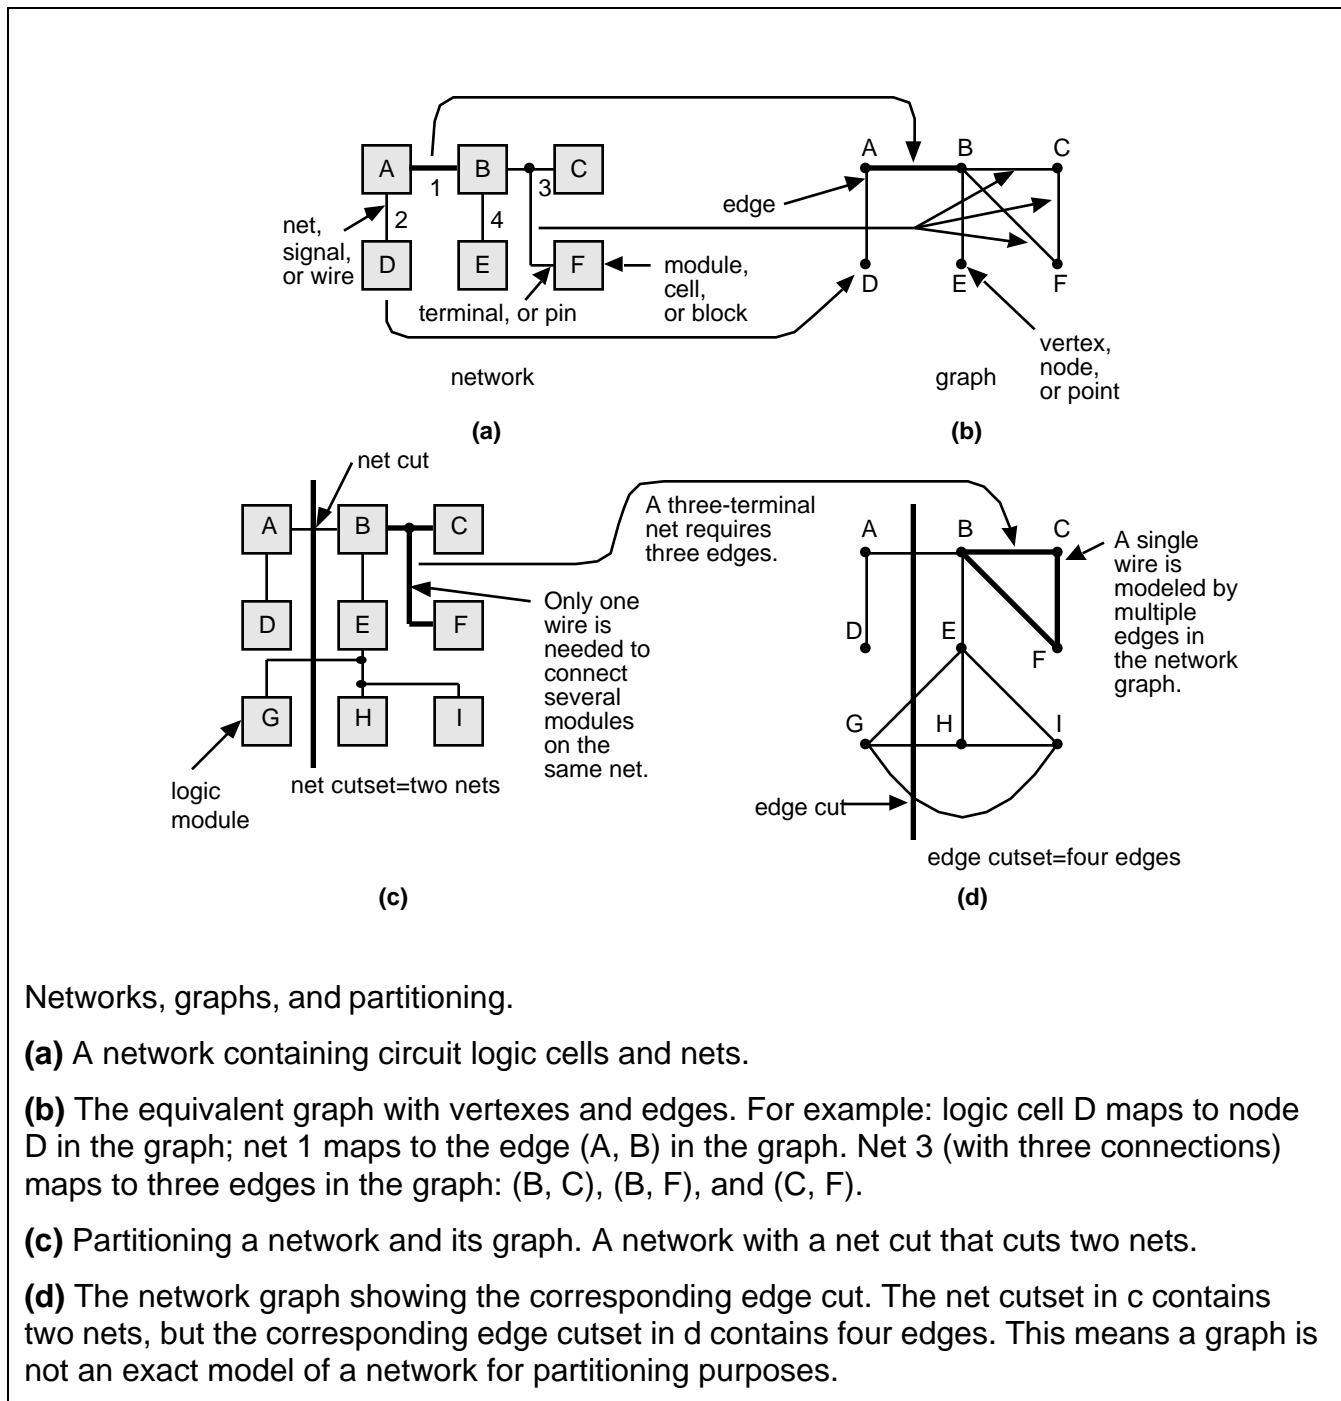 A
B
C
1
3
net,
signal,
or wire
2
4
D
E
F
module,
cell,
or block
terminal, or pin
network
(a)
A
B
C
edge
D
E
F
vertex,
node,
or point
graph
(b)
net cut
A
B
C
D
E
F
G
H
I
Only one
wire is
needed to
connect
several
modules
on the
same net.
logic
module
net cutset=two nets
(c)
A three-terminal
net requires
three edges.
A
B
C
A single
wire is
modeled by
multiple
edges in
the network
graph.
D
E
F
G
H
I
edge cut
edge cutset=four edges
(d)
Networks, graphs, and partitioning.
(a) A network containing circuit logic cells and nets.
(b) The equivalent graph with vertexes and edges. For example: logic cell D maps to node
D in the graph; net 1 maps to the edge (A, B) in the graph. Net 3 (with three connections)
maps to three edges in the graph: (B, C), (B, F), and (C, F).
(c) Partitioning a network and its graph. A network with a net cut that cuts two nets.
(d) The network graph showing the corresponding edge cut. The net cutset in c contains
two nets, but the corresponding edge cutset in d contains four edges. This means a graph is
not an exact model of a network for partitioning purposes.